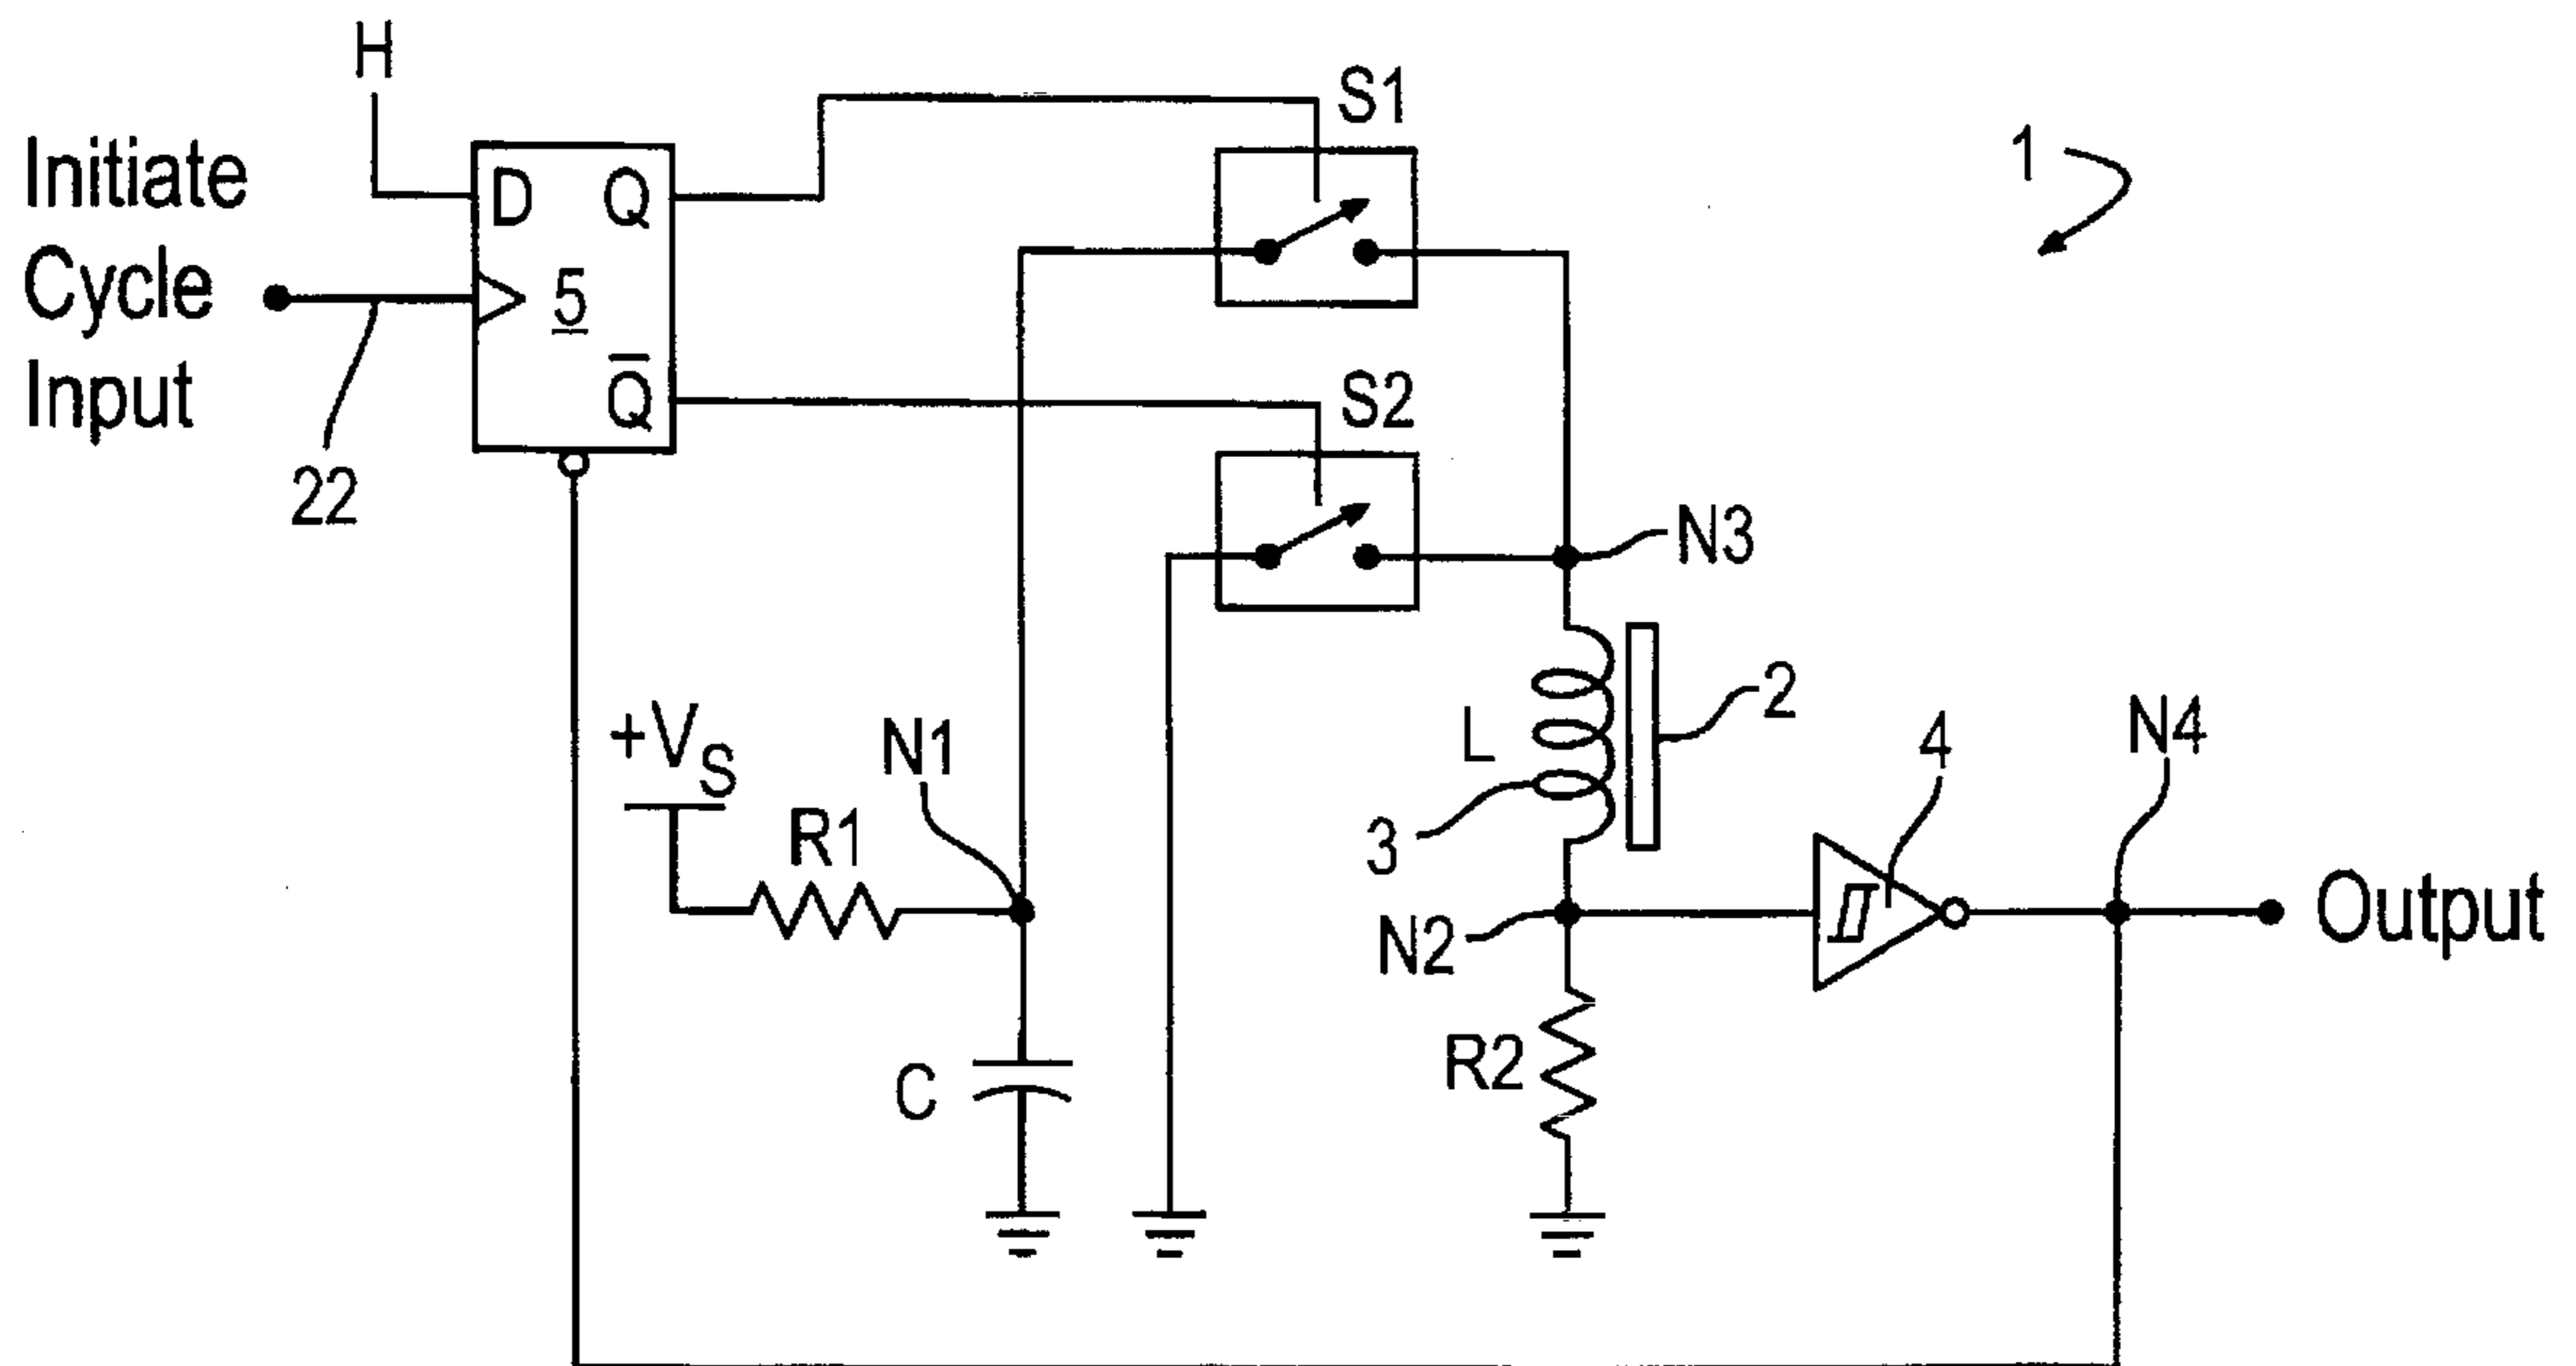 H
S1
1
Initiate
Cycle
Input
D Q
5
Q̅
22
S2
N3
+VS
N1
R1
L
2
3
4
N4
N2
Output
R2
C